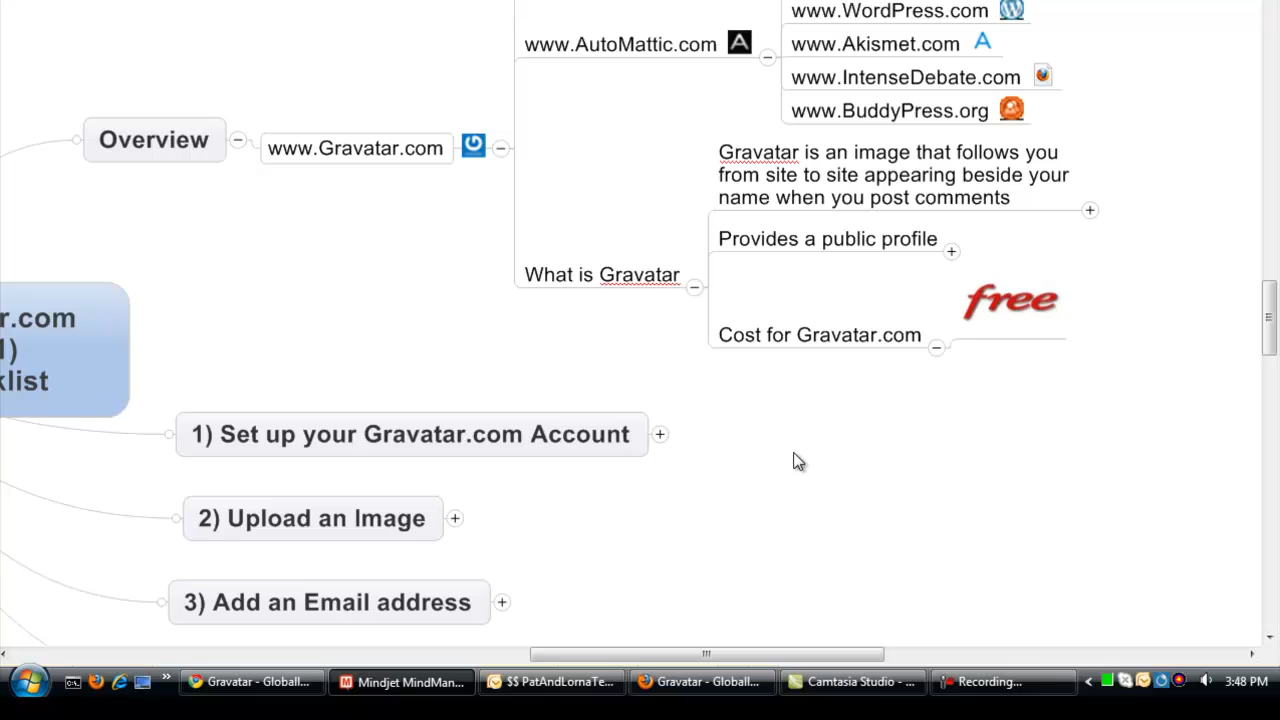 www.WordPress.com
www.AutoMattic.com
www.Akismet.com
www.IntenseDebate.com
www.BuddyPress.org
Overview
www.Gravatar.com
Gravatar is an image that follows you
from site to site appearing beside your
name when you post comments
Provides a public profile
What is Gravatar
free
Cost for Gravatar.com
r.com
1)
klist
1) Set up your Gravatar.com Account
2) Upload an Image
3) Add an Email address
Gravatar - Globall...
Mindjet MindMan...
$$ PatAndLornaTe...
Gravatar - Globall...
Camtasia Studio - ...
Recording...
3:48 PM